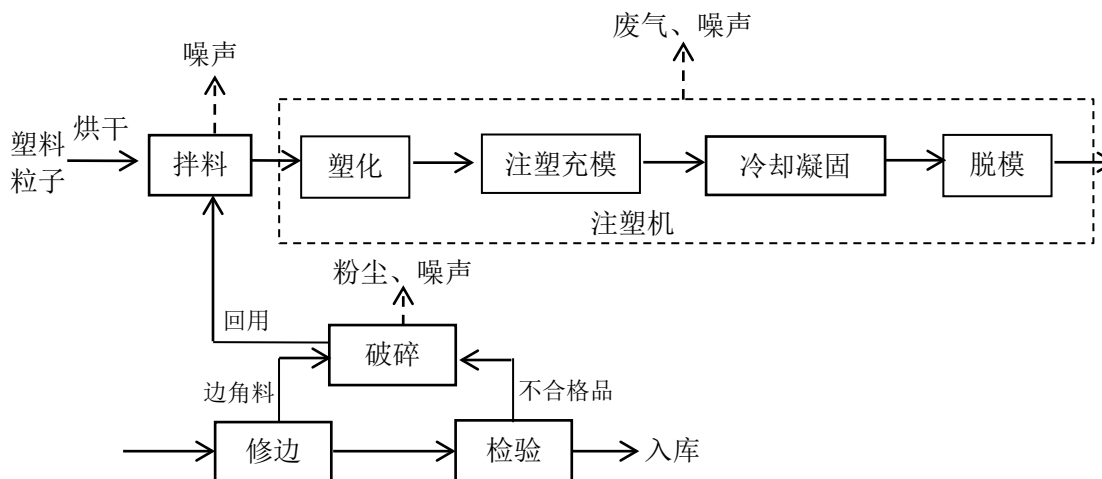 废气、噪声
噪声
烘干
塑料
粒子
拌料
塑化
注塑充模
冷却凝固
脱模
注塑机
粉尘、噪声
回用
破碎
边角料
不合格品
修边
检验
入库